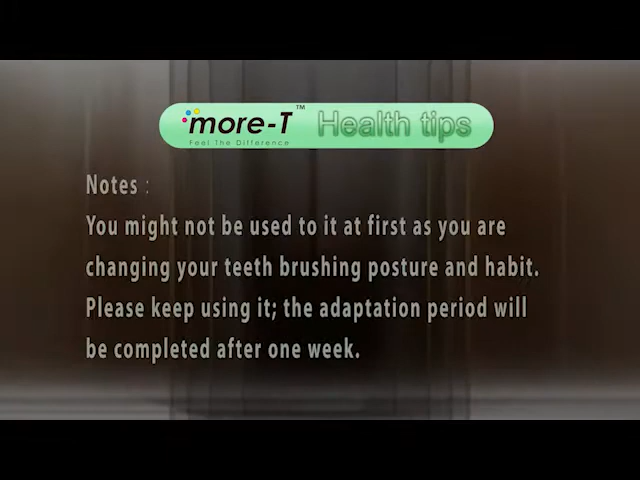 more-T™ Health tips
Feel The Difference
Notes :
You might not be used to it at first as you are
changing your teeth brushing posture and habit.
Please keep using it; the adaptation period will
be completed after one week.